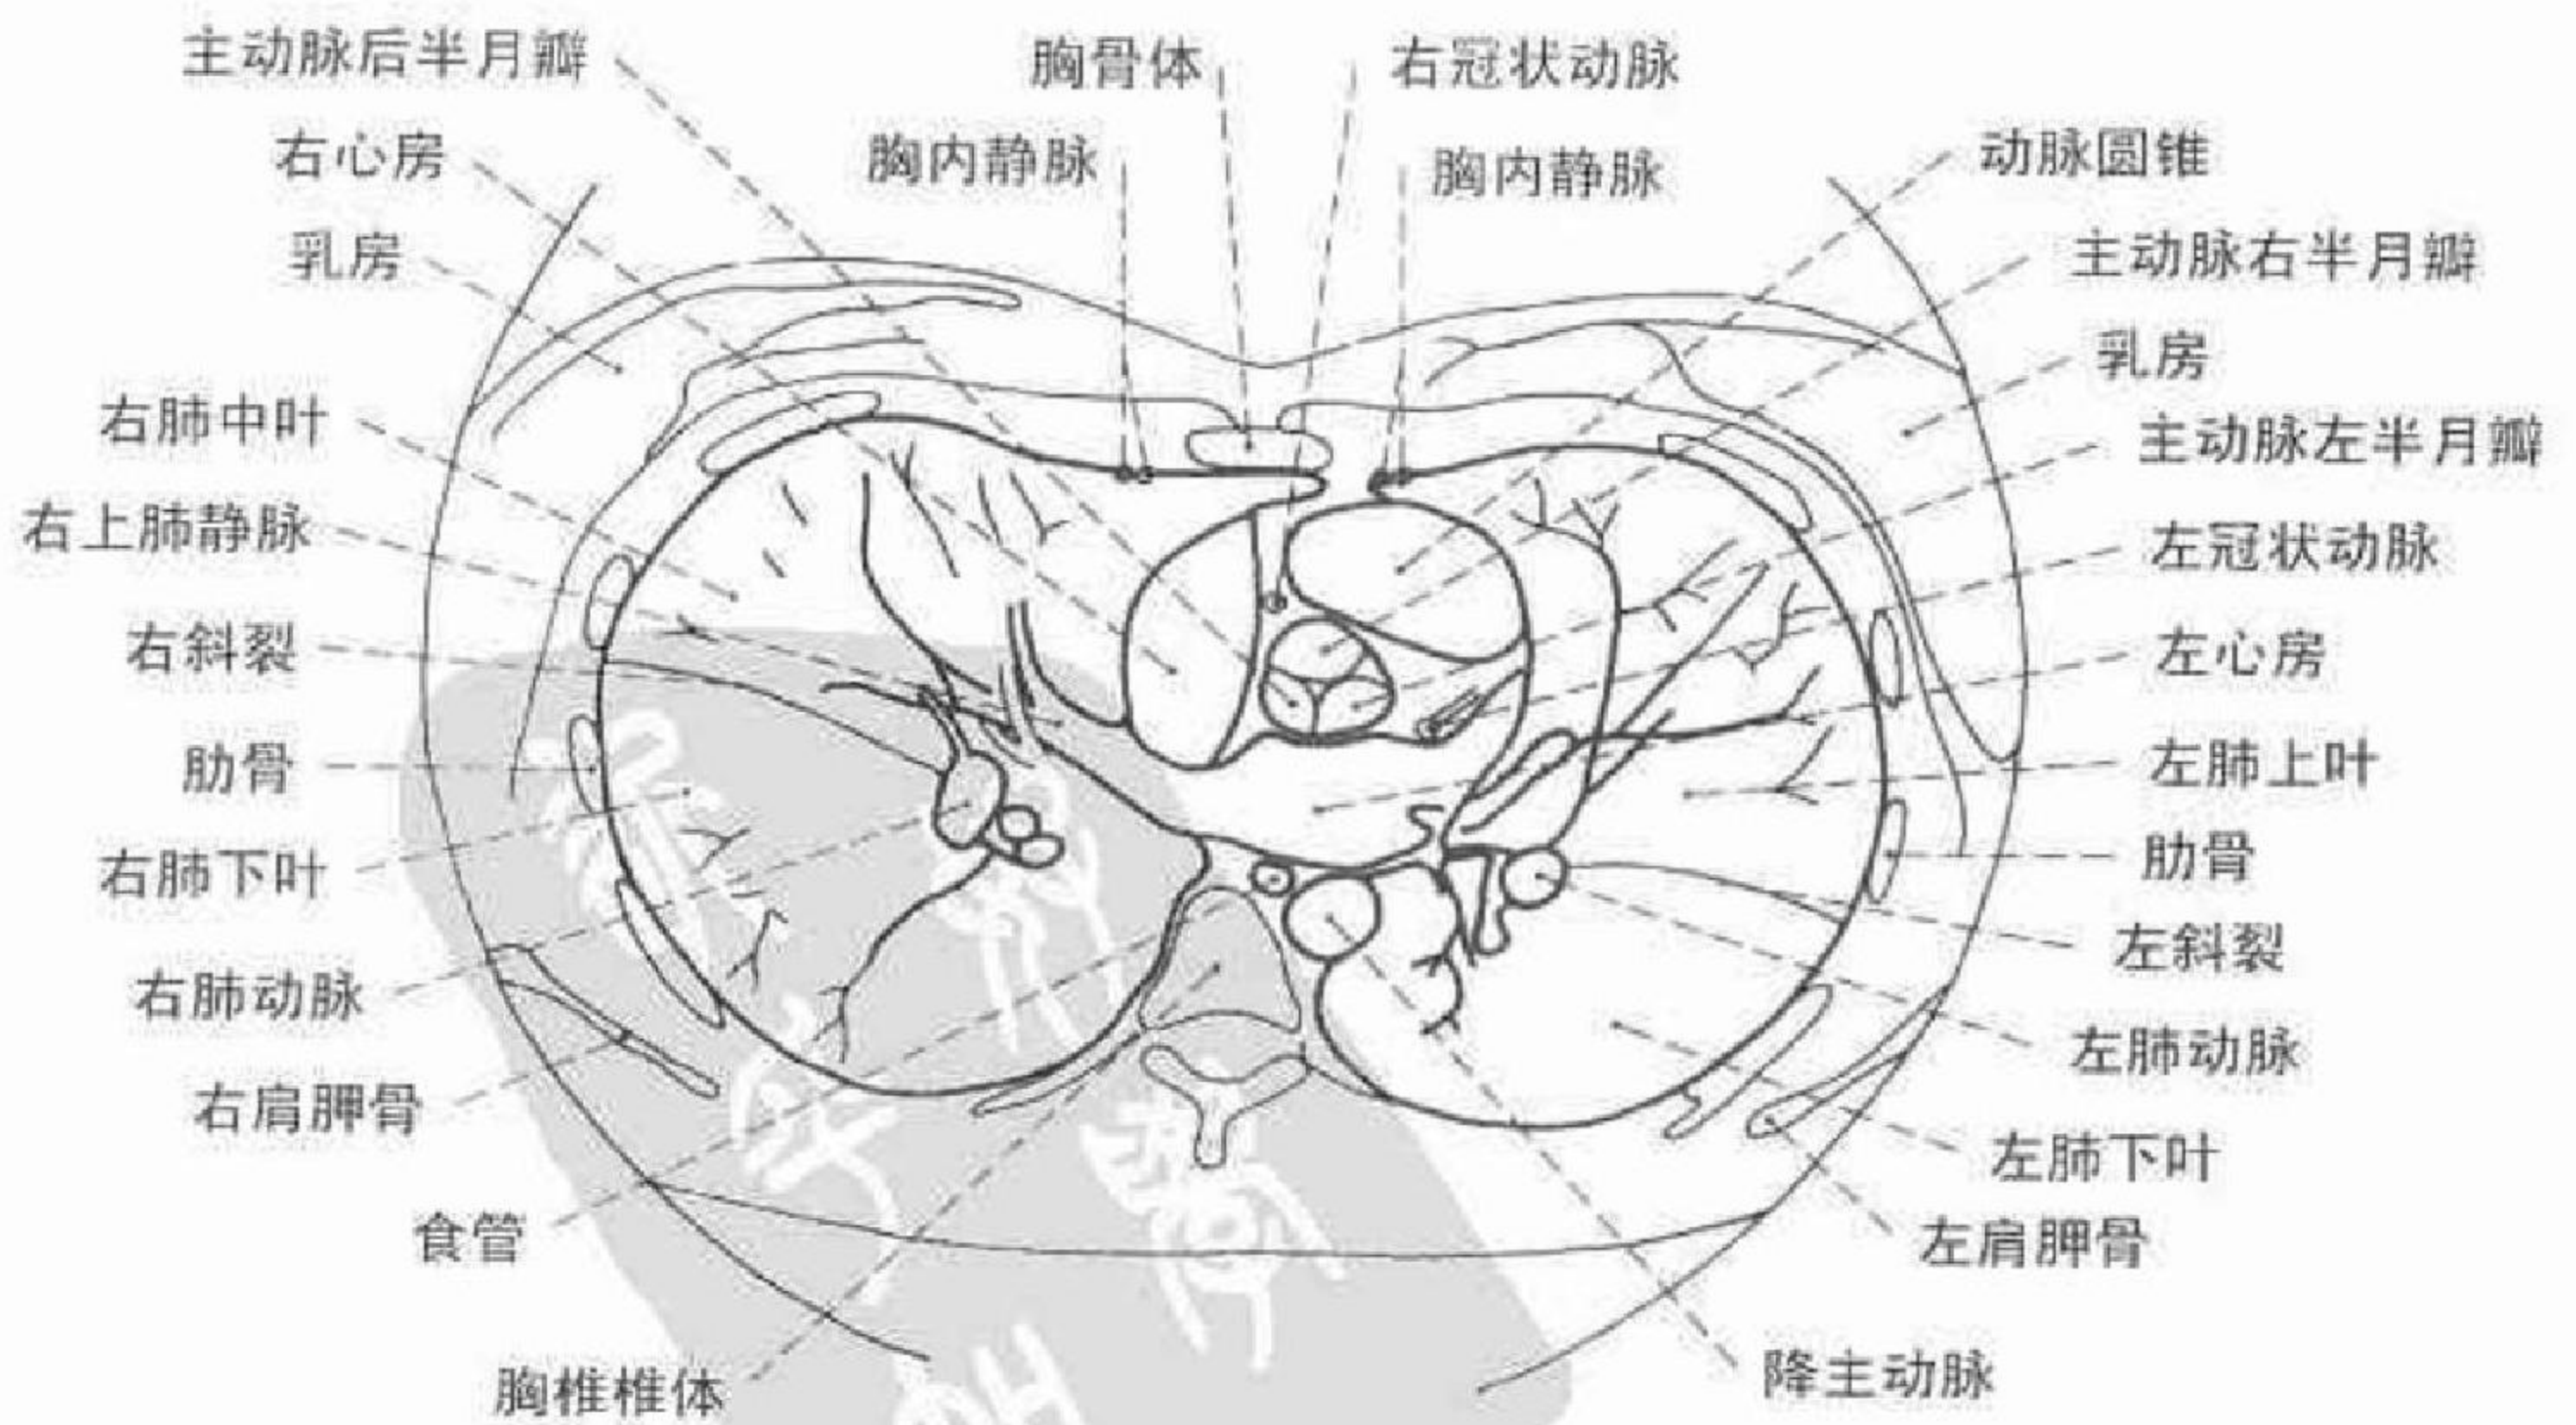 主动脉后半月瓣
胸骨体
右冠状动脉
右心房
胸内静脉
胸内静脉
动脉圆锥
乳房
主动脉右半月瓣
乳房
右肺中叶
主动脉左半月瓣
右上肺静脉
左冠状动脉
右斜裂
左心房
肋骨
左肺上叶
右肺下叶
肋骨
左斜裂
右肺动脉
左肺动脉
右肩胛骨
左肺下叶
食管
左肩胛骨
胸椎椎体
降主动脉